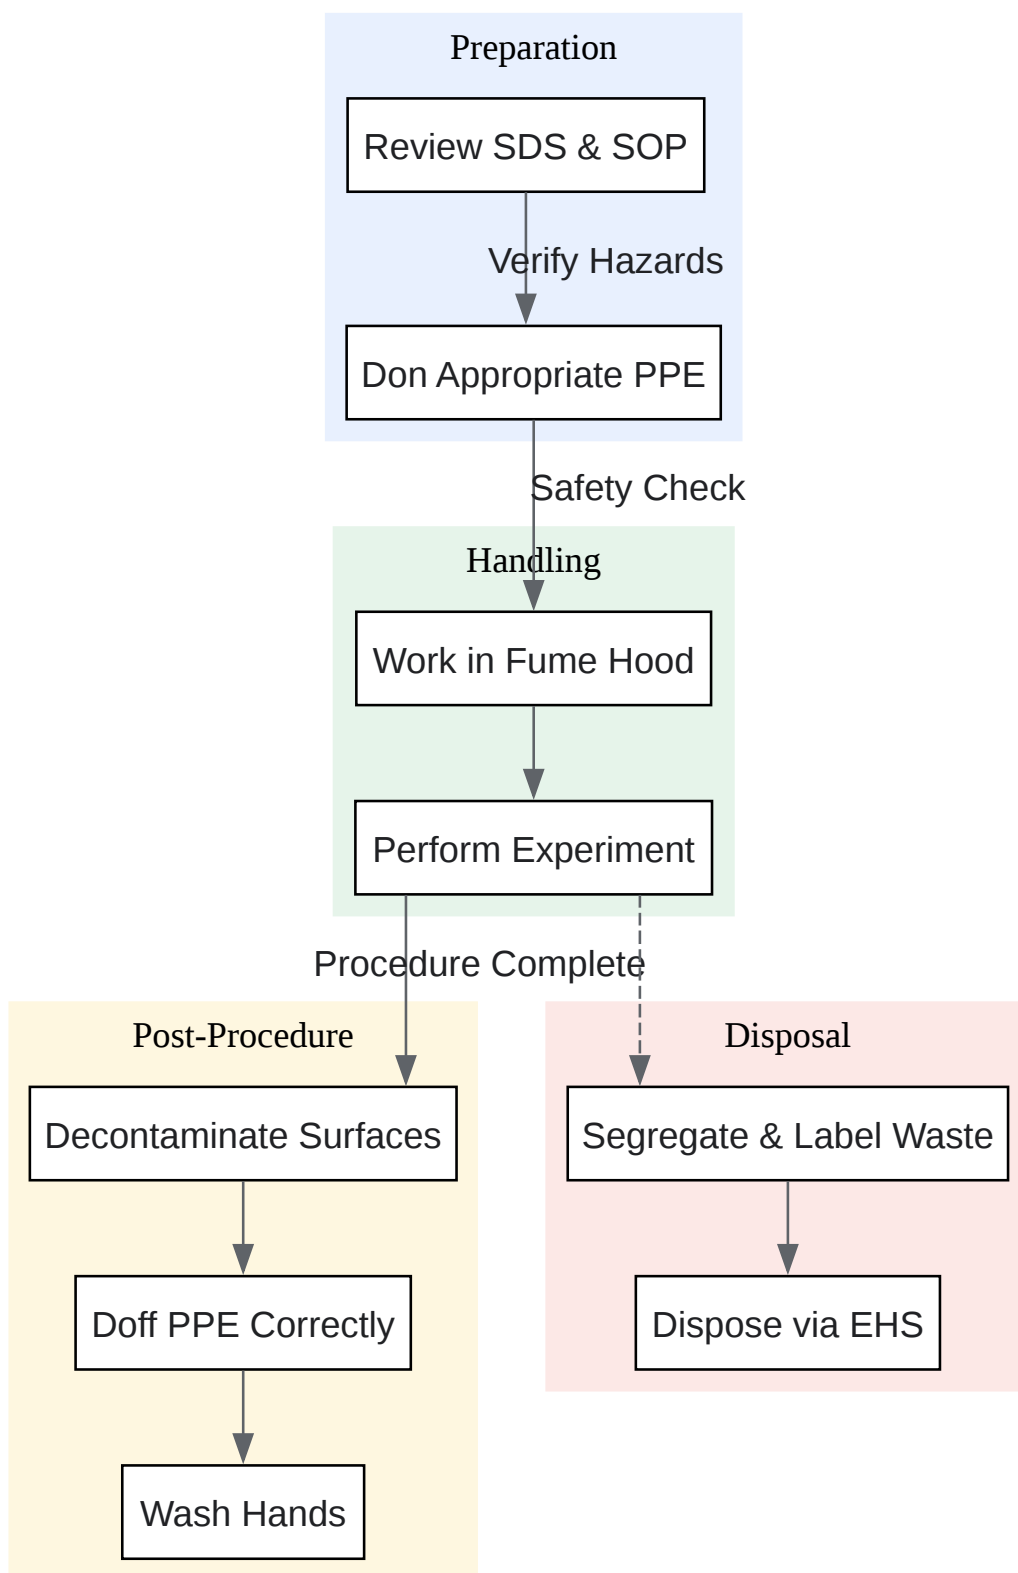 Preparation
Review SDS & SOP
Verify Hazards
Don Appropriate PPE
Safety Check
Handling
Work in Fume Hood
Perform Experiment
Procedure Complete
Post-Procedure
Decontaminate Surfaces
Doff PPE Correctly
Wash Hands
Disposal
Segregate & Label Waste
Dispose via EHS